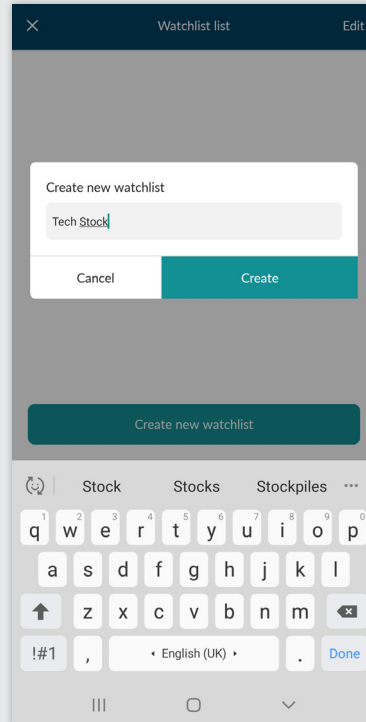 Watchlist list Edit
Create new watchlist
Tech Stock
Cancel Create
Create new watchlist
Stock Stocks Stockpiles ...
1 2 3 4 5 6 7 8 9 0
q w e r t y u i o p
a s d f g h j k l
z x c v b n m
!#1 , English (UK) . Done